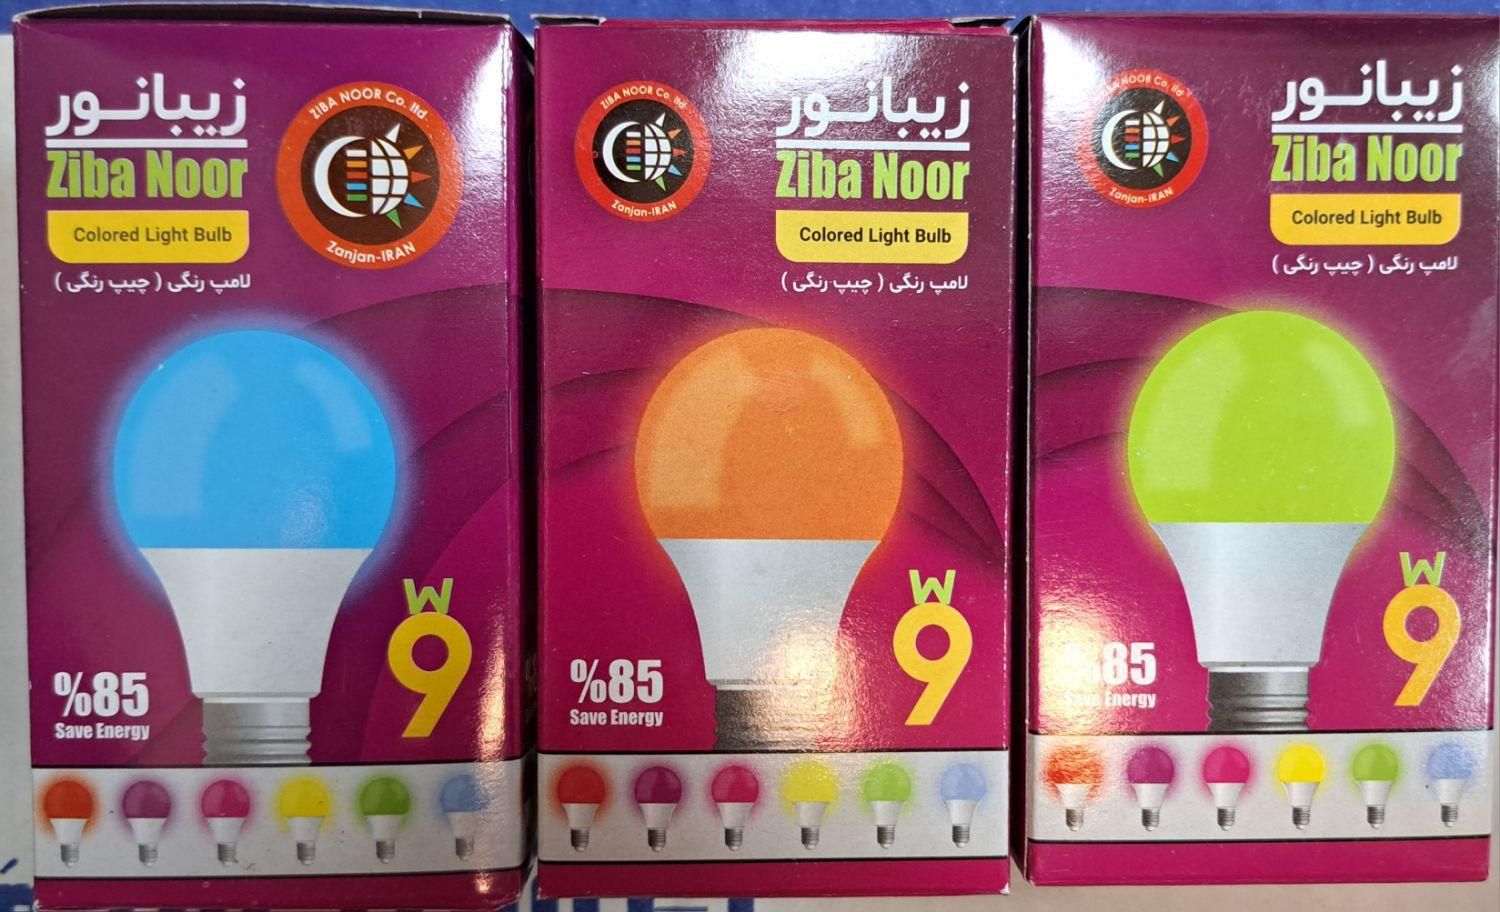 زیبانور
Ziba Noor
Colored Light Bulb
لامپ رنگی ( چیپ رنگی )
ZIBA NOOR Co. ltd
Zanjan-IRAN
W
9
%85
Save Energy
ZIBA NOOR Co. ltd
Zanjan-IRAN
زیبانور
Ziba Noor
Colored Light Bulb
لامپ رنگی ( چیپ رنگی )
W
9
%85
Save Energy
ZIBA NOOR Co. ltd
Zanjan-IRAN
زیبانور
Ziba Noor
Colored Light Bulb
لامپ رنگی ( چیپ رنگی )
W
9
%85
Save Energy